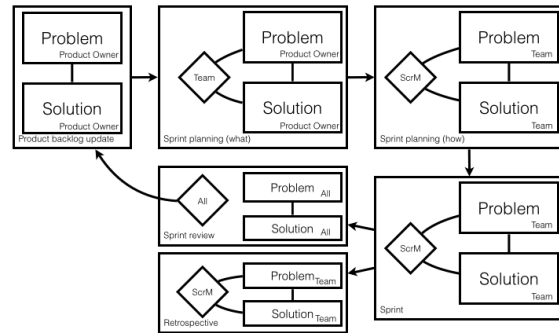 Problem
Product Owner
Solution
Product Owner
Product backlog update
Team
Problem
Product Owner
Solution
Product Owner
Sprint planning (what)
ScrM
Problem
Team
Solution
Team
Sprint planning (how)
All
Problem All
Solution All
Sprint review
ScrM
Problem
Team
Solution
Team
Sprint
ScrM
Problem Team
Solution Team
Retrospective